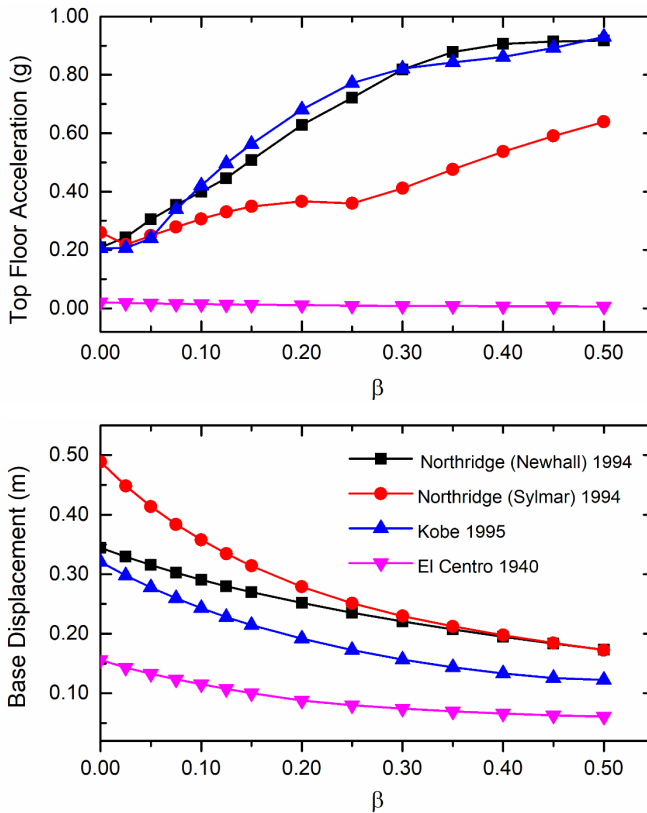 1.00
0.80
0.60
0.40
0.20
0.00
Top Floor Acceleration (g)
0.00 0.10 0.20 0.30 0.40 0.50
β
0.50
0.40
0.30
0.20
0.10
Base Displacement (m)
Northridge (Newhall) 1994
Northridge (Sylmar) 1994
Kobe 1995
El Centro 1940
0.00 0.10 0.20 0.30 0.40 0.50
β